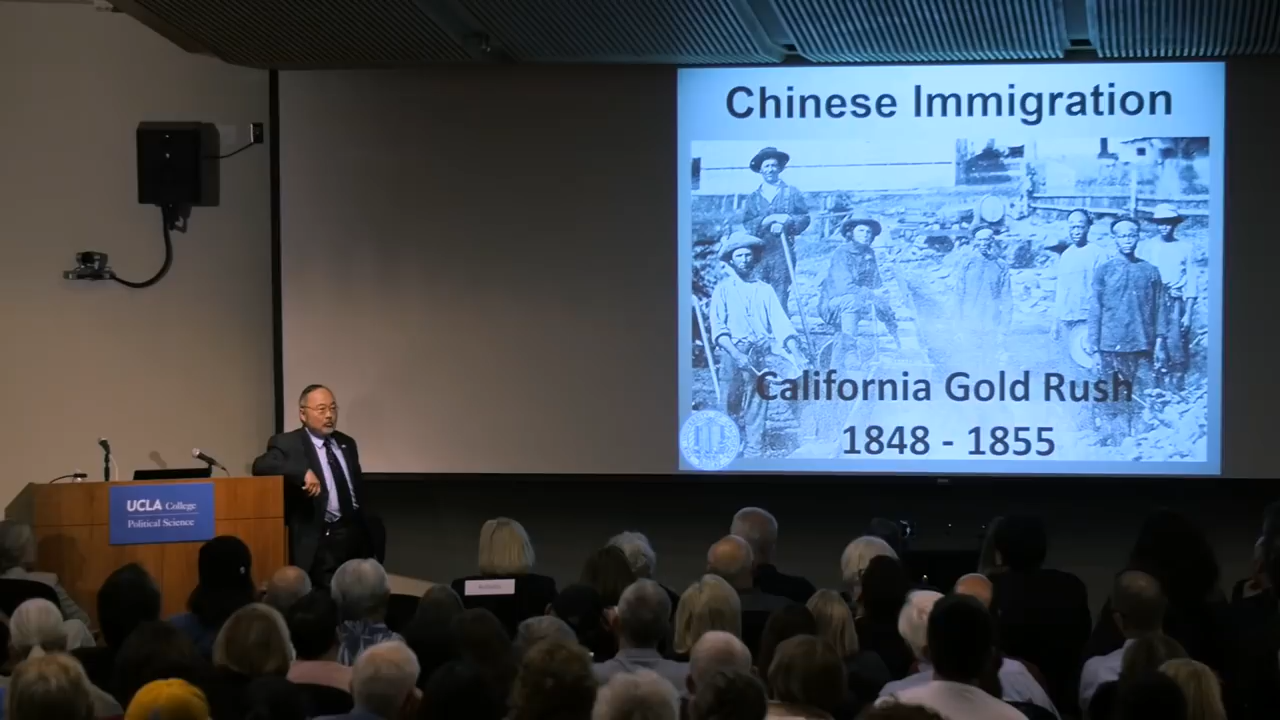 Chinese Immigration
California Gold Rush
1848 - 1855
UCLA College
Political Science